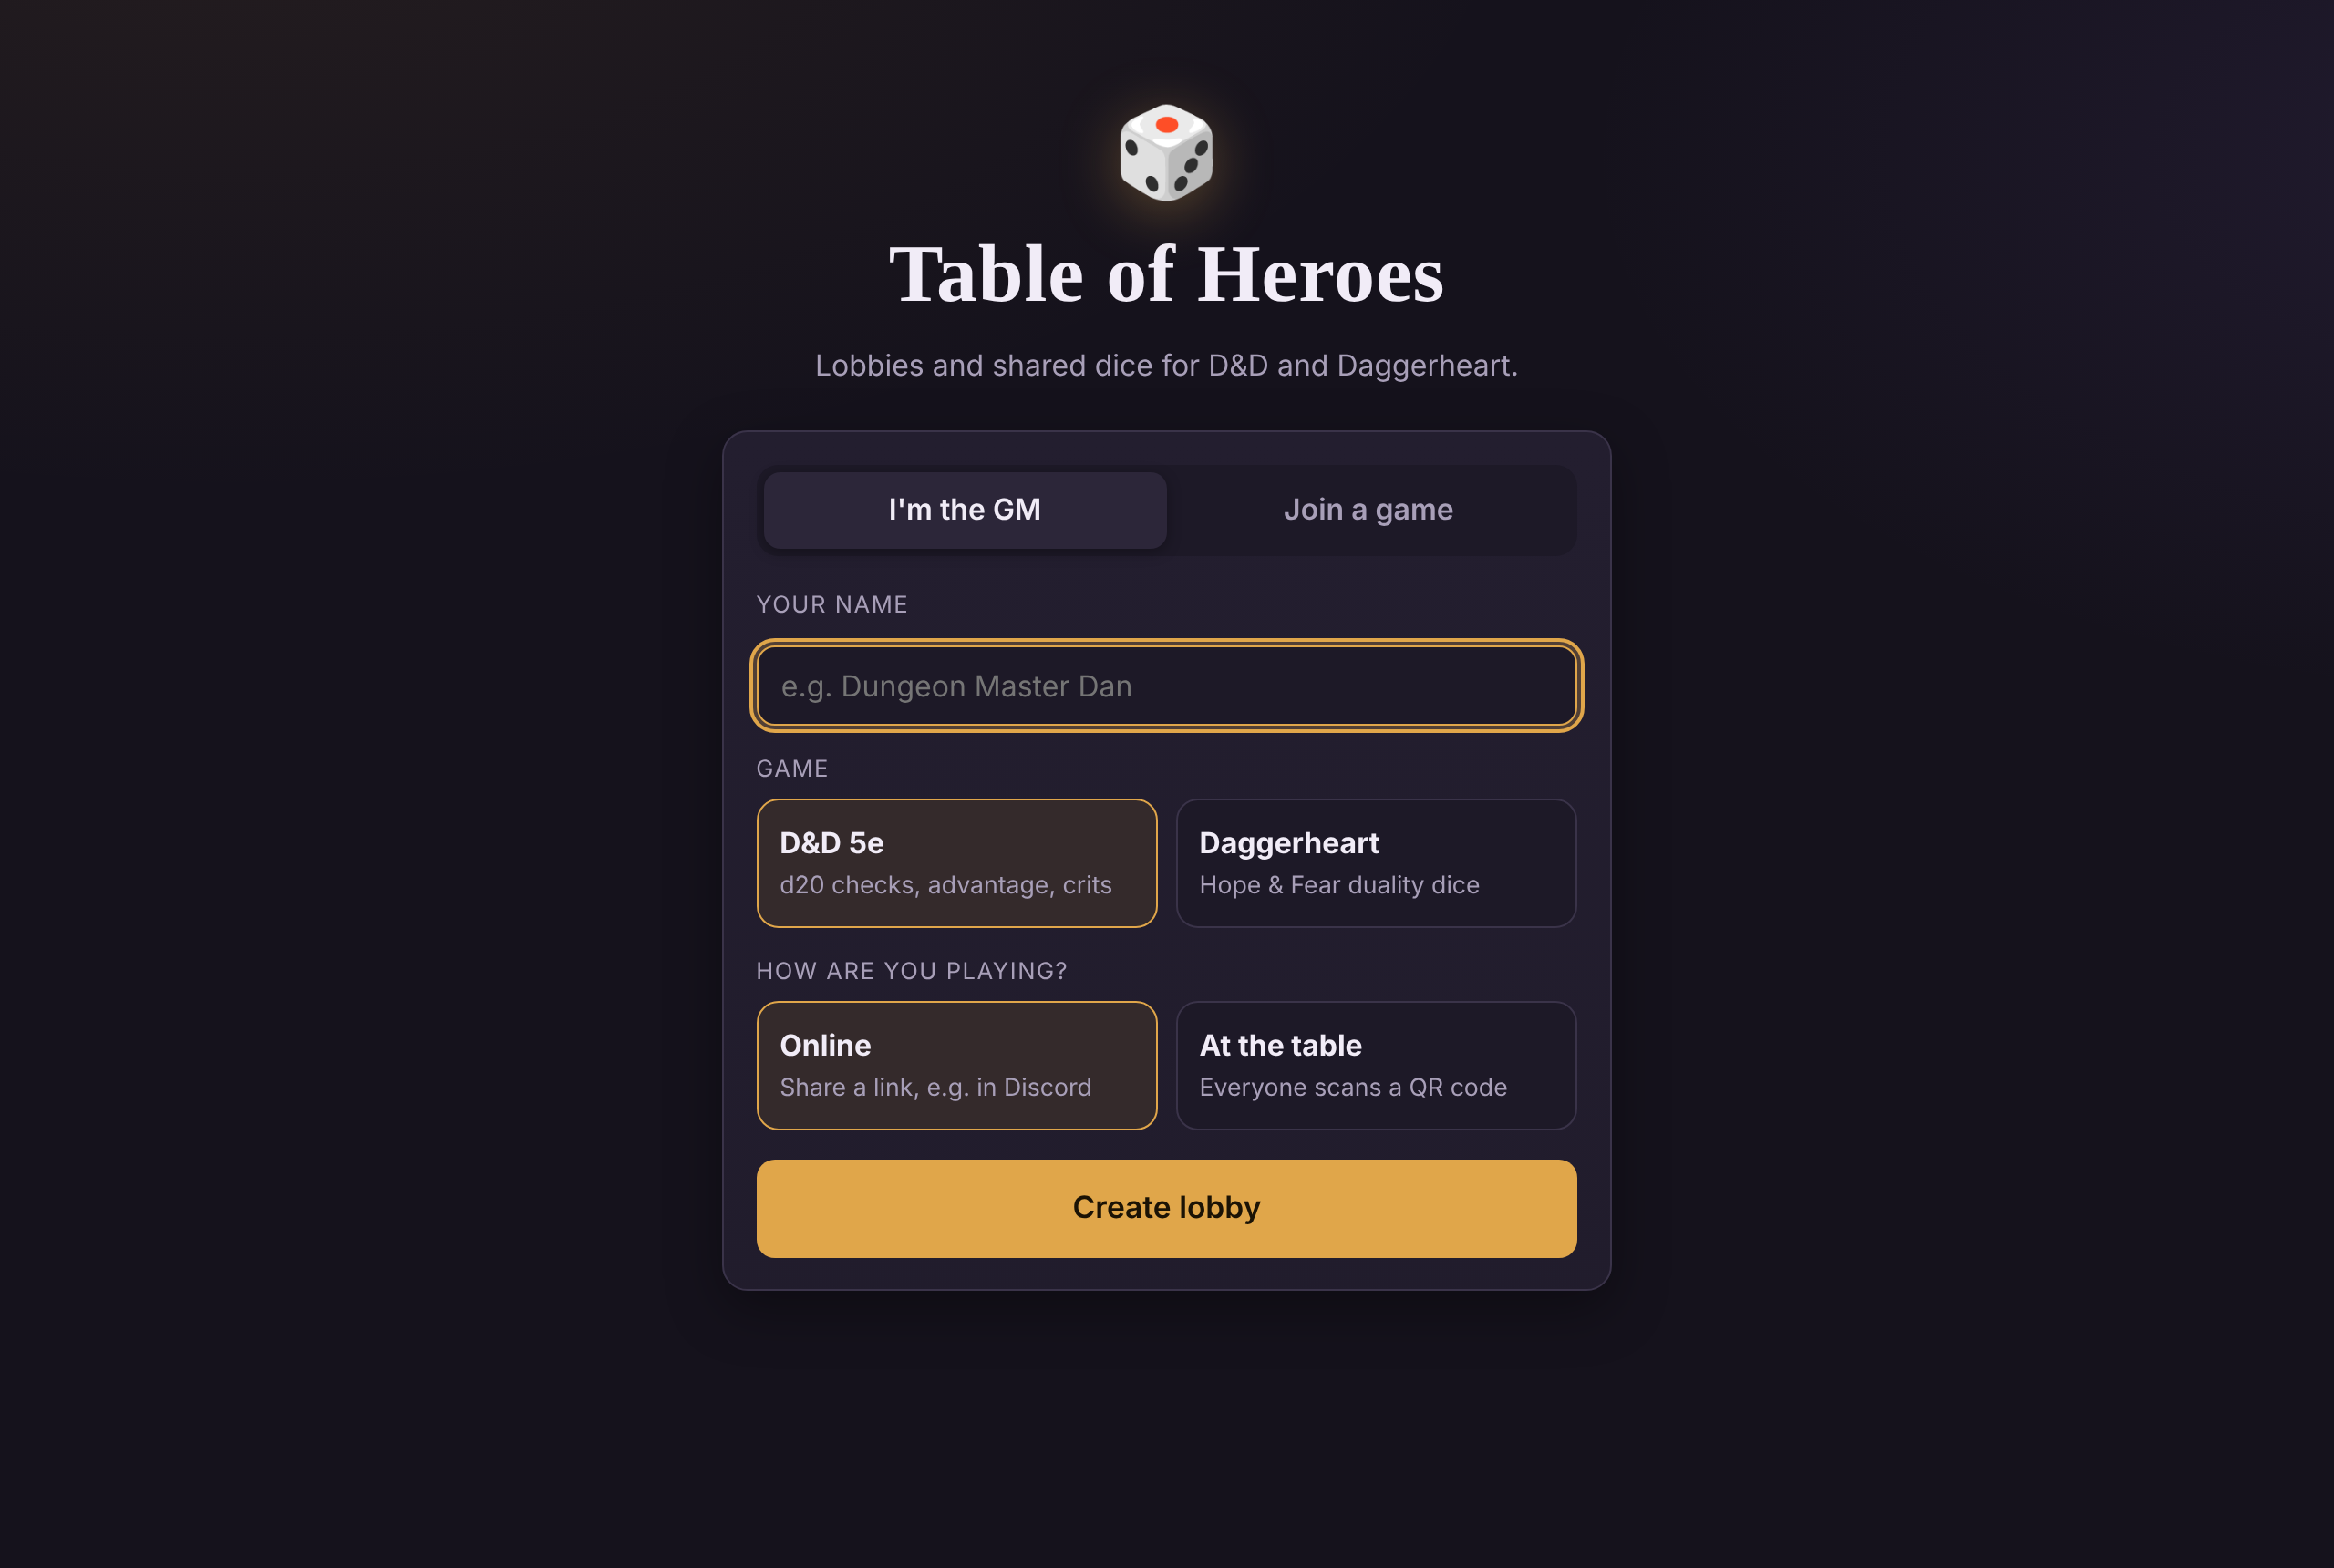 Table of Heroes
Lobbies and shared dice for D&D and Daggerheart.
I'm the GM
Join a game
YOUR NAME
e.g. Dungeon Master Dan
GAME
D&D 5e
d20 checks, advantage, crits
Daggerheart
Hope & Fear duality dice
HOW ARE YOU PLAYING?
Online
Share a link, e.g. in Discord
At the table
Everyone scans a QR code
Create lobby